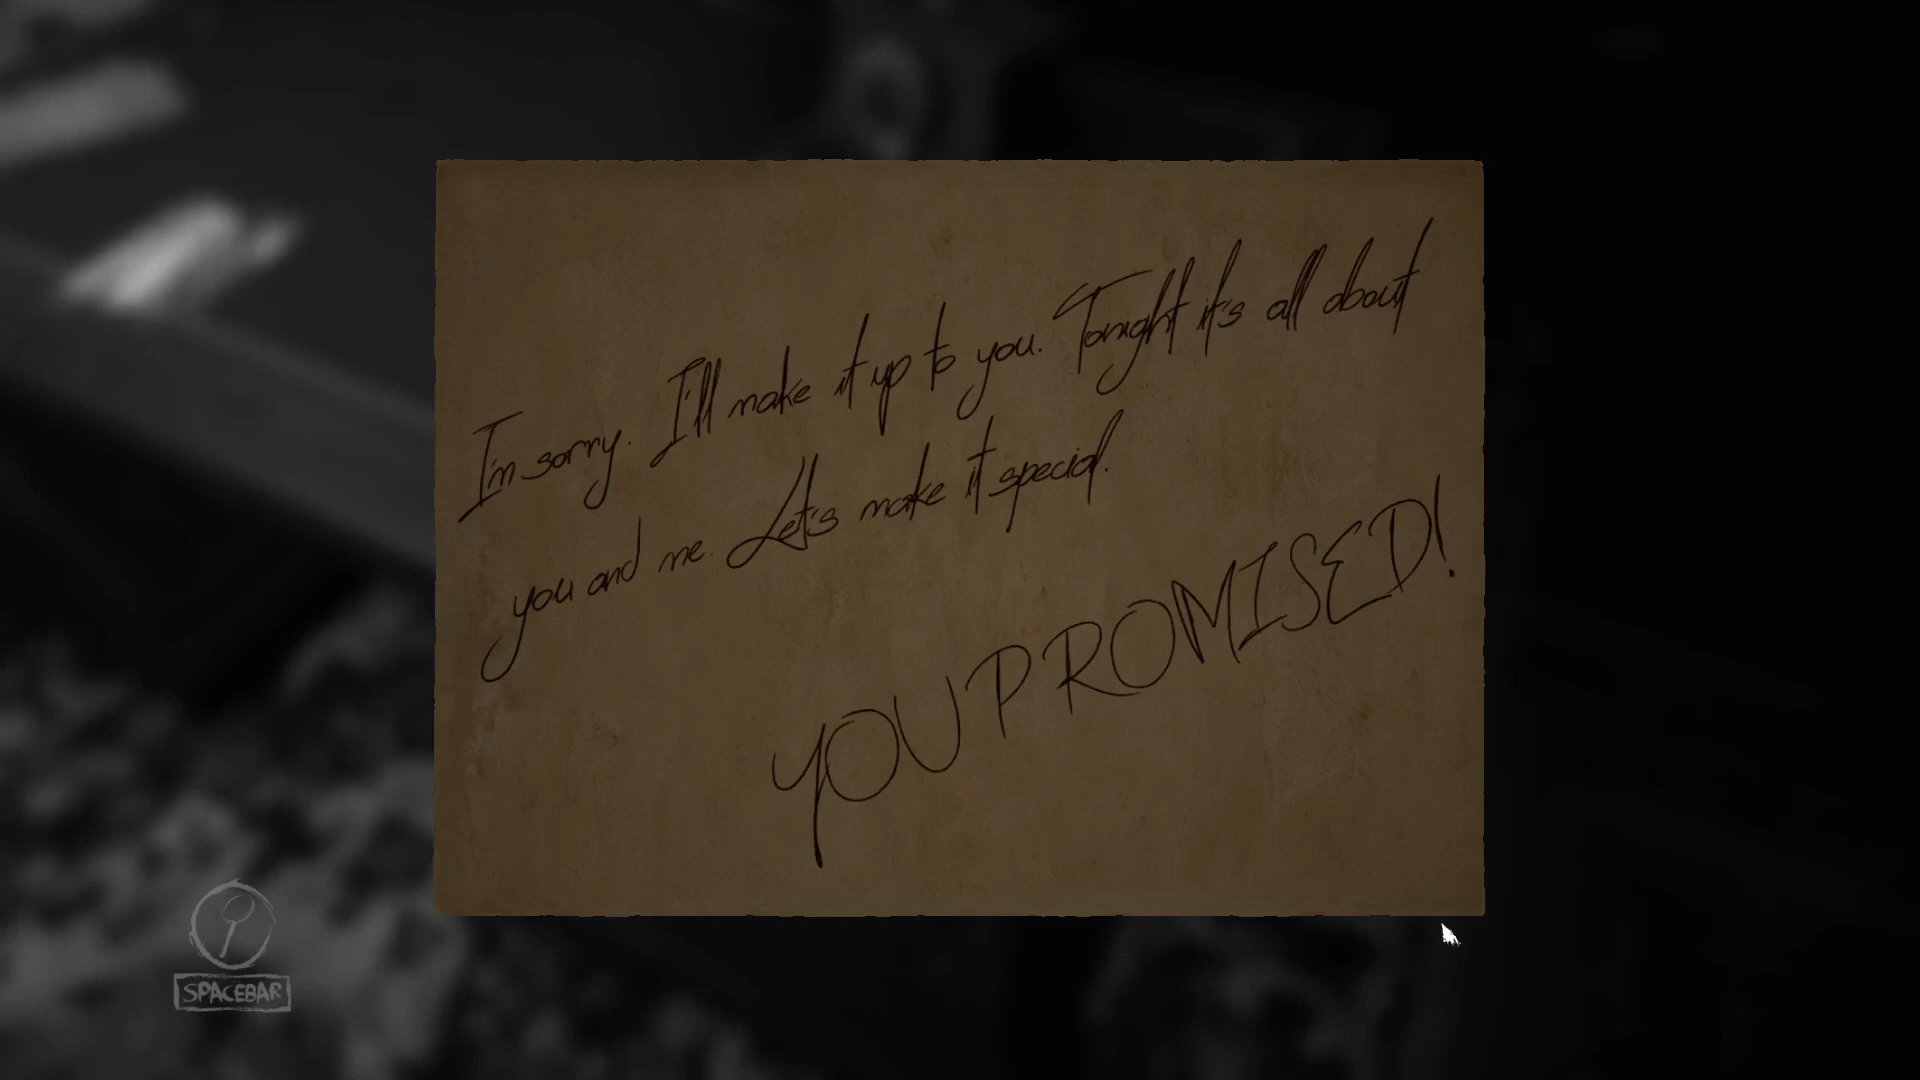 I'm sorry. I'll make it up to you. Tonight it's all about
you and me. Let's make it special.
YOU PROMISED!
SPACEBAR